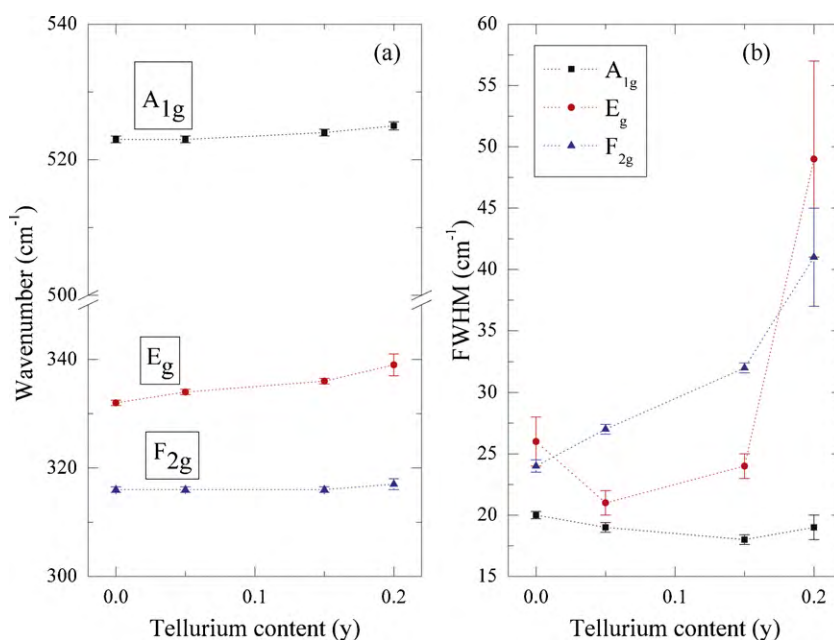 (a)
540
520
500
340
320
300
A1g
Eg
F2g
Wavenumber (cm-1)
0.0 0.1 0.2
Tellurium content (y)
(b)
60
55
50
45
40
35
30
25
20
15
A1g
Eg
F2g
FWHM (cm-1)
0.0 0.1 0.2
Tellurium content (y)